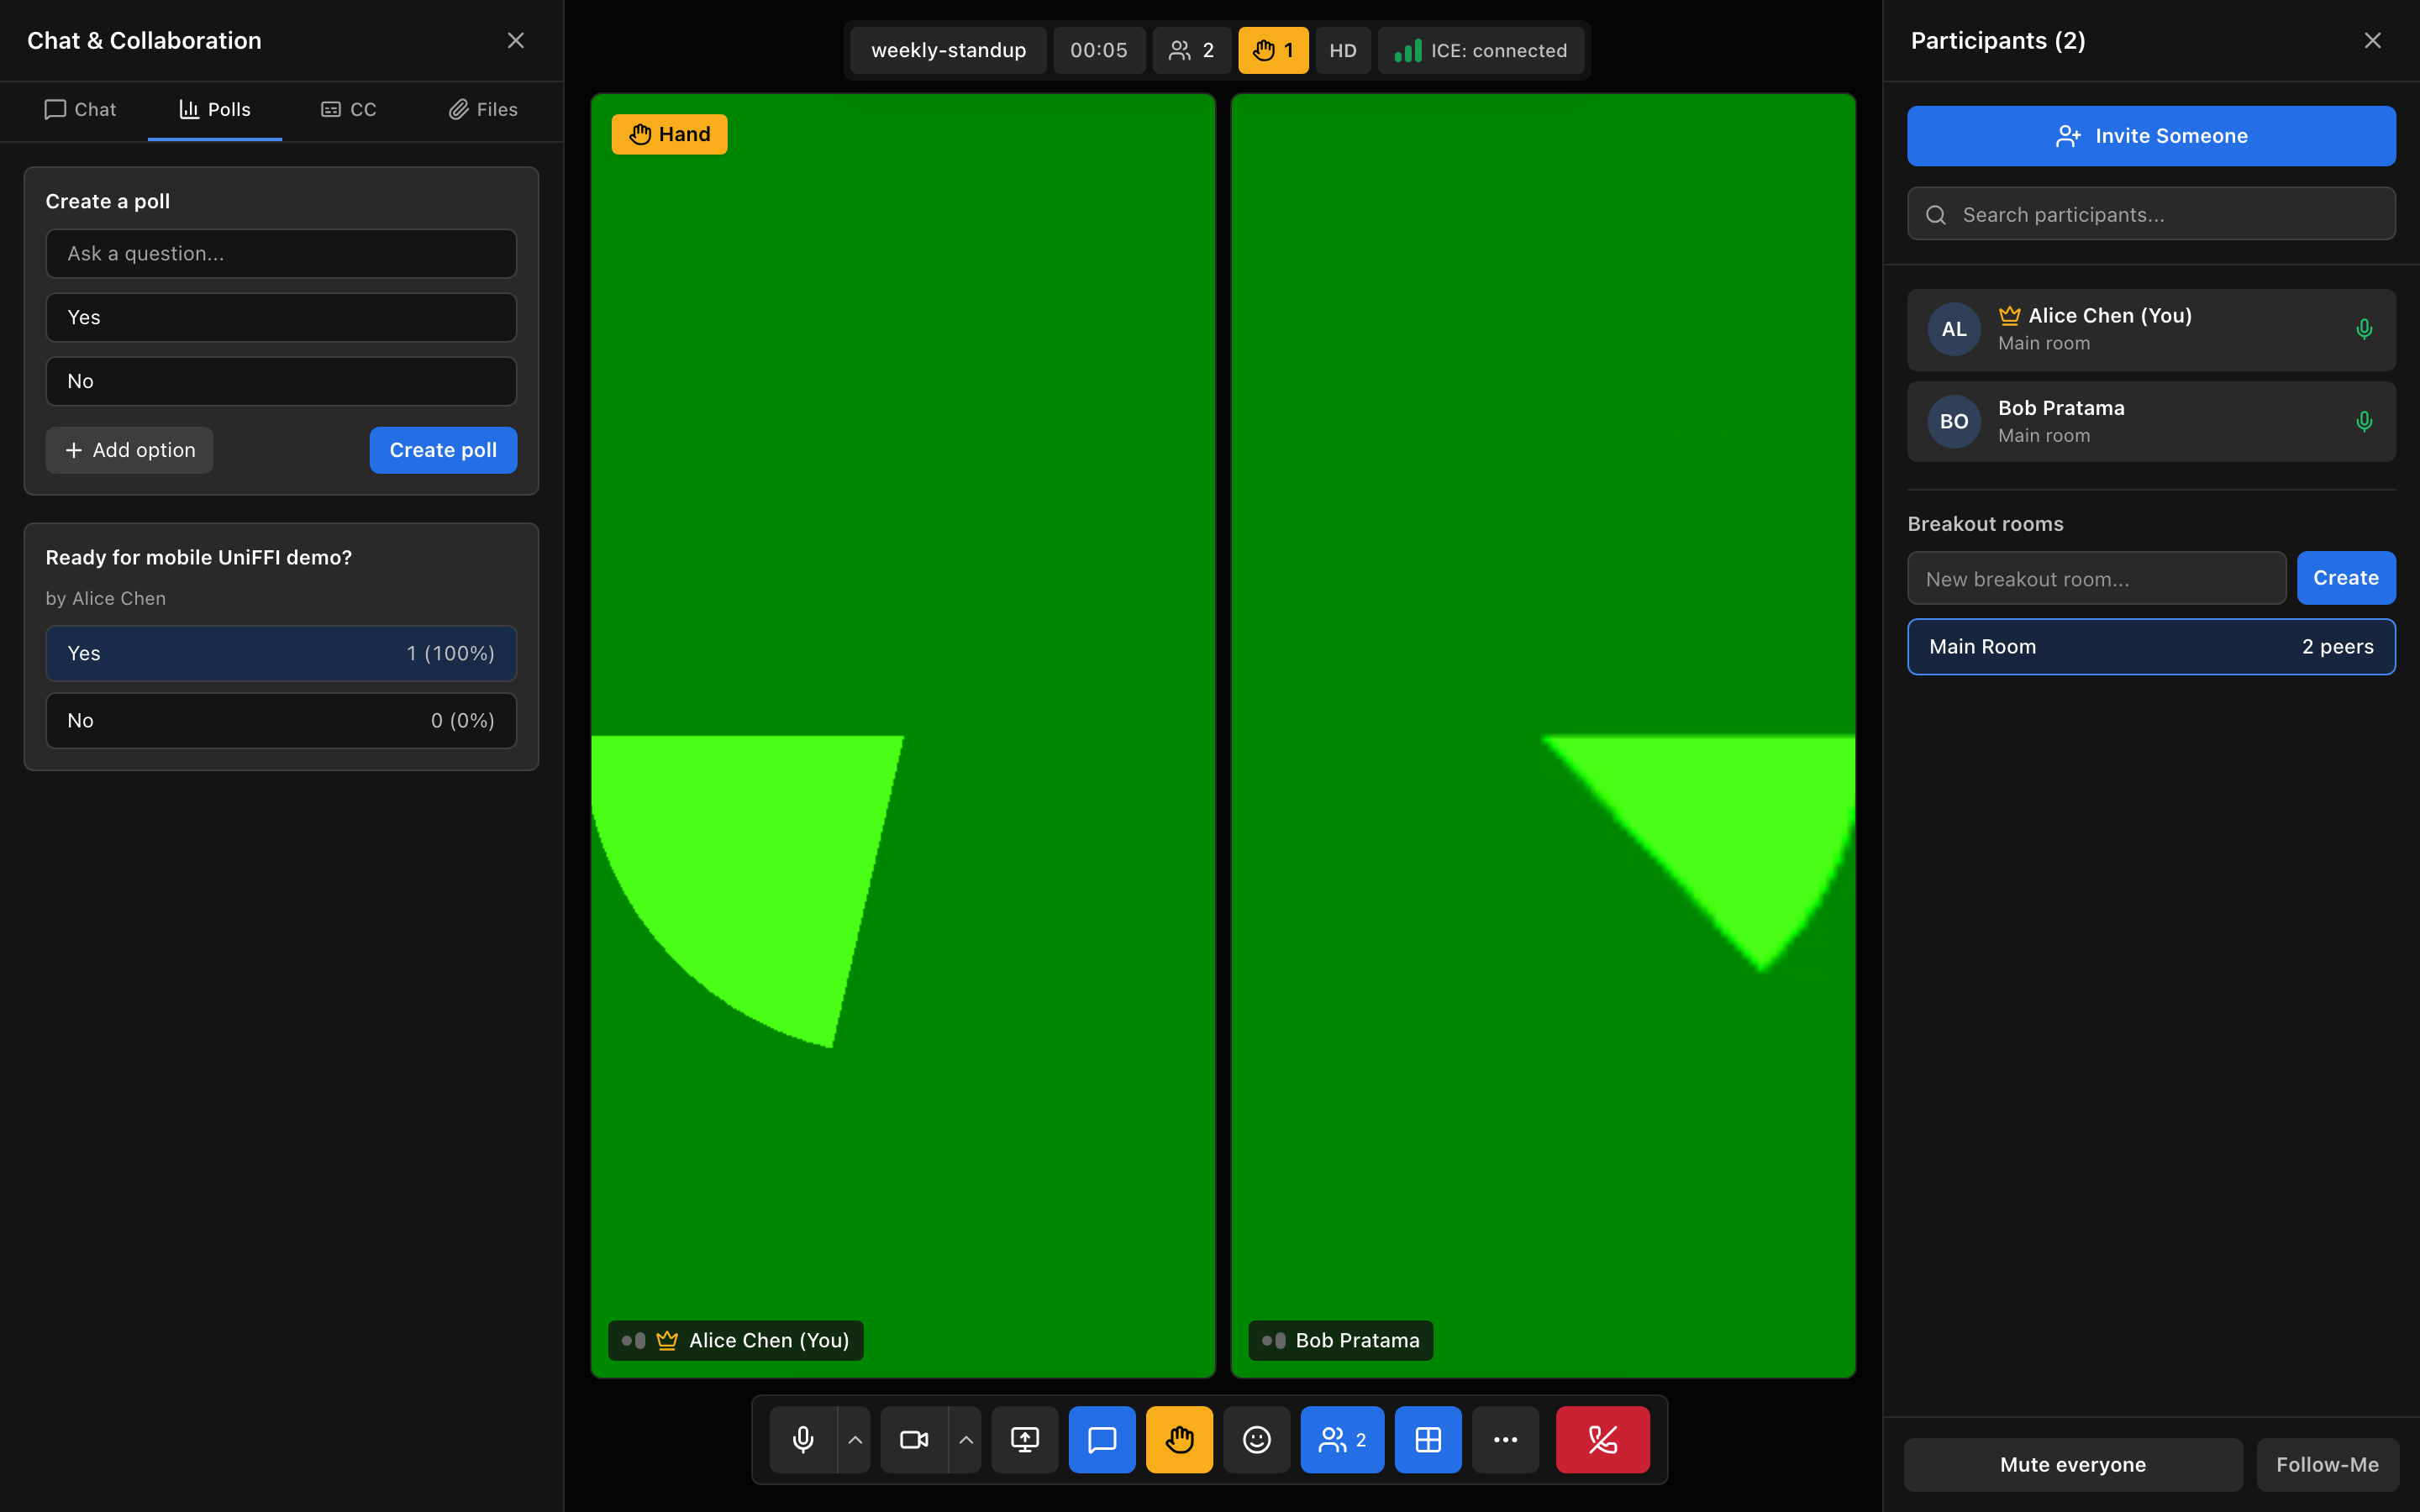 Chat & Collaboration
Chat
Polls
CC
Files
Create a poll
Ask a question...
Yes
No
Add option
Create poll
Ready for mobile UniFFI demo?
by Alice Chen
Yes 1 (100%)
No 0 (0%)
weekly-standup
00:05
2
1
HD
ICE: connected
Hand
Alice Chen (You)
Bob Pratama
2
Participants (2)
Invite Someone
Search participants...
AL
Alice Chen (You)
Main room
BO
Bob Pratama
Main room
Breakout rooms
New breakout room...
Create
Main Room 2 peers
Mute everyone
Follow-Me